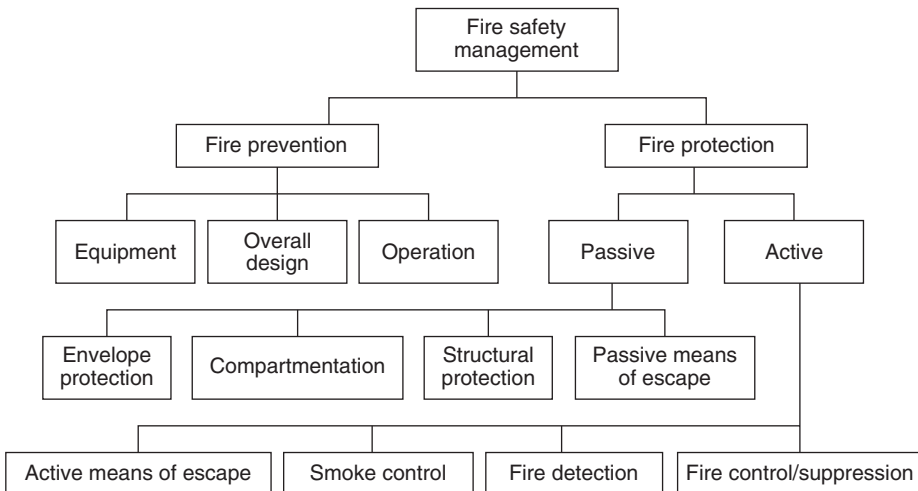 Fire safety
management
Fire prevention
Fire protection
Equipment
Overall
design
Operation
Passive
Active
Envelope
protection
Compartmentation
Structural
protection
Passive means
of escape
Active means of escape
Smoke control
Fire detection
Fire control/suppression